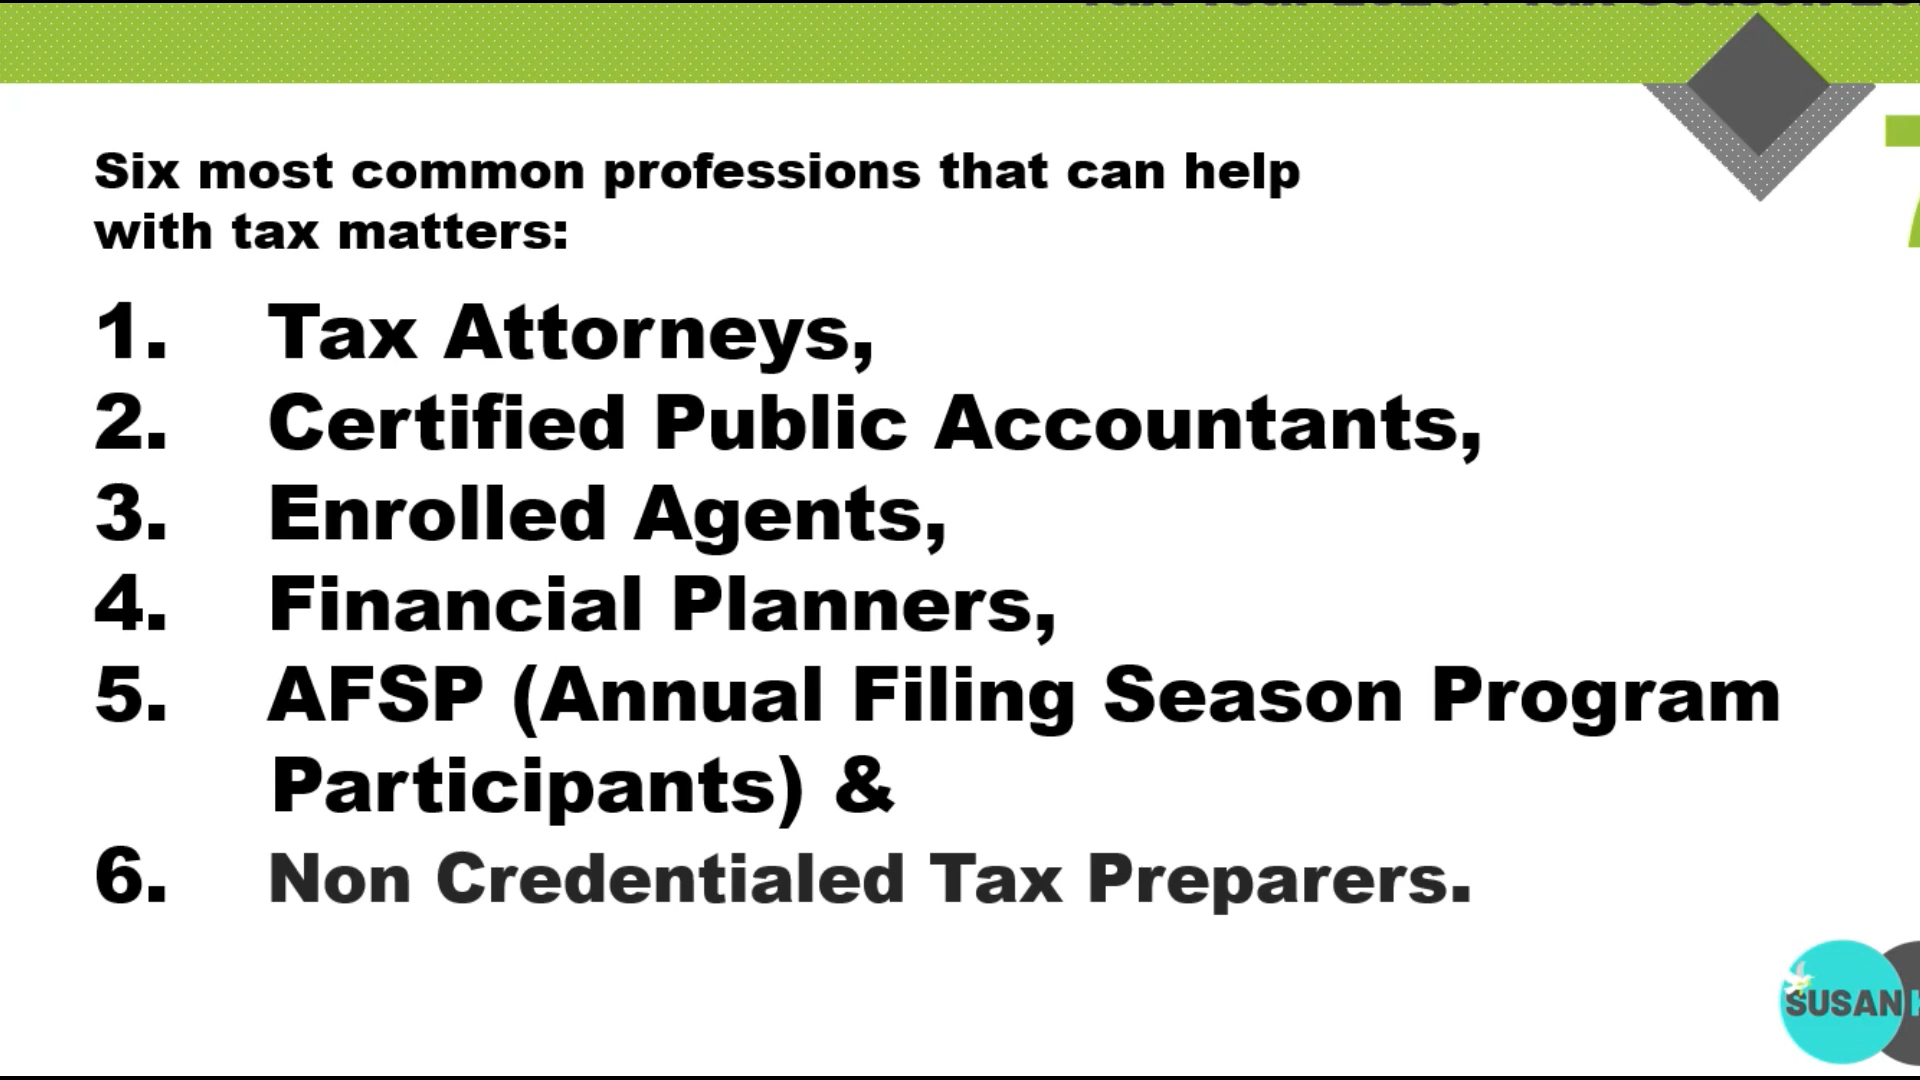 Six most common professions that can help
with tax matters:
1. Tax Attorneys,
2. Certified Public Accountants,
3. Enrolled Agents,
4. Financial Planners,
5. AFSP (Annual Filing Season Program
Participants) &
6. Non Credentialed Tax Preparers.
SUSAN